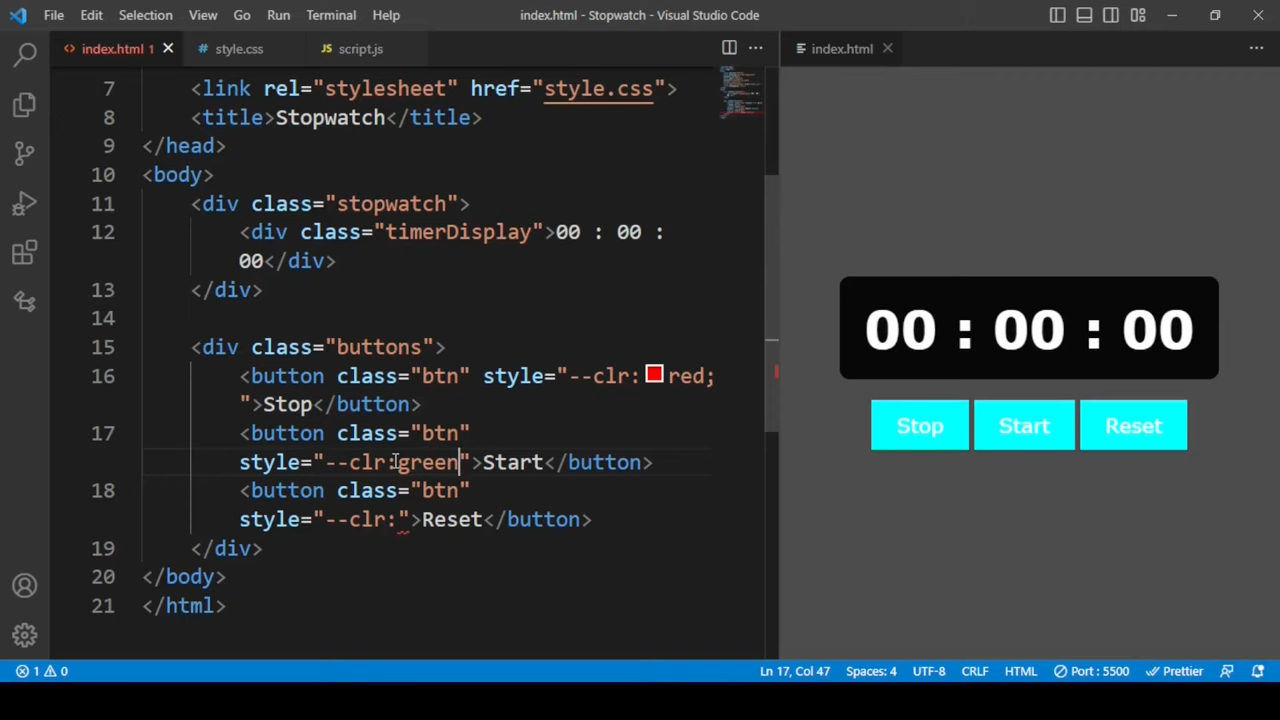 File Edit Selection View Go Run Terminal Help index.html - Stopwatch - Visual Studio Code
index.html 1 style.css script.js index.html
7 <link rel="stylesheet" href="style.css">
8 <title>Stopwatch</title>
9 </head>
10 <body>
11 <div class="stopwatch">
12 <div class="timerDisplay">00 : 00 :
00</div>
13 </div>
14
15 <div class="buttons">
16 <button class="btn" style="--clr:red;
">Stop</button>
17 <button class="btn"
style="--clr:green">Start</button>
18 <button class="btn"
style="--clr:">Reset</button>
19 </div>
20 </body>
21 </html>
00 : 00 : 00
Stop Start Reset
1 0 Ln 17, Col 47 Spaces: 4 UTF-8 CRLF HTML Port : 5500 Prettier